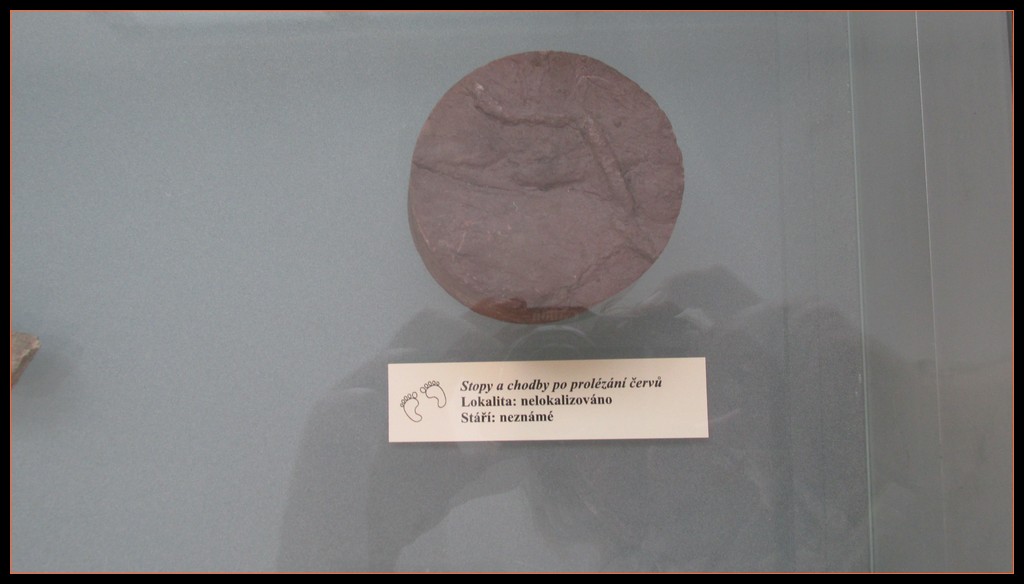 Stopy a chodby po prolézání červů
Lokalita: nelokalizováno
Stáří: neznámé